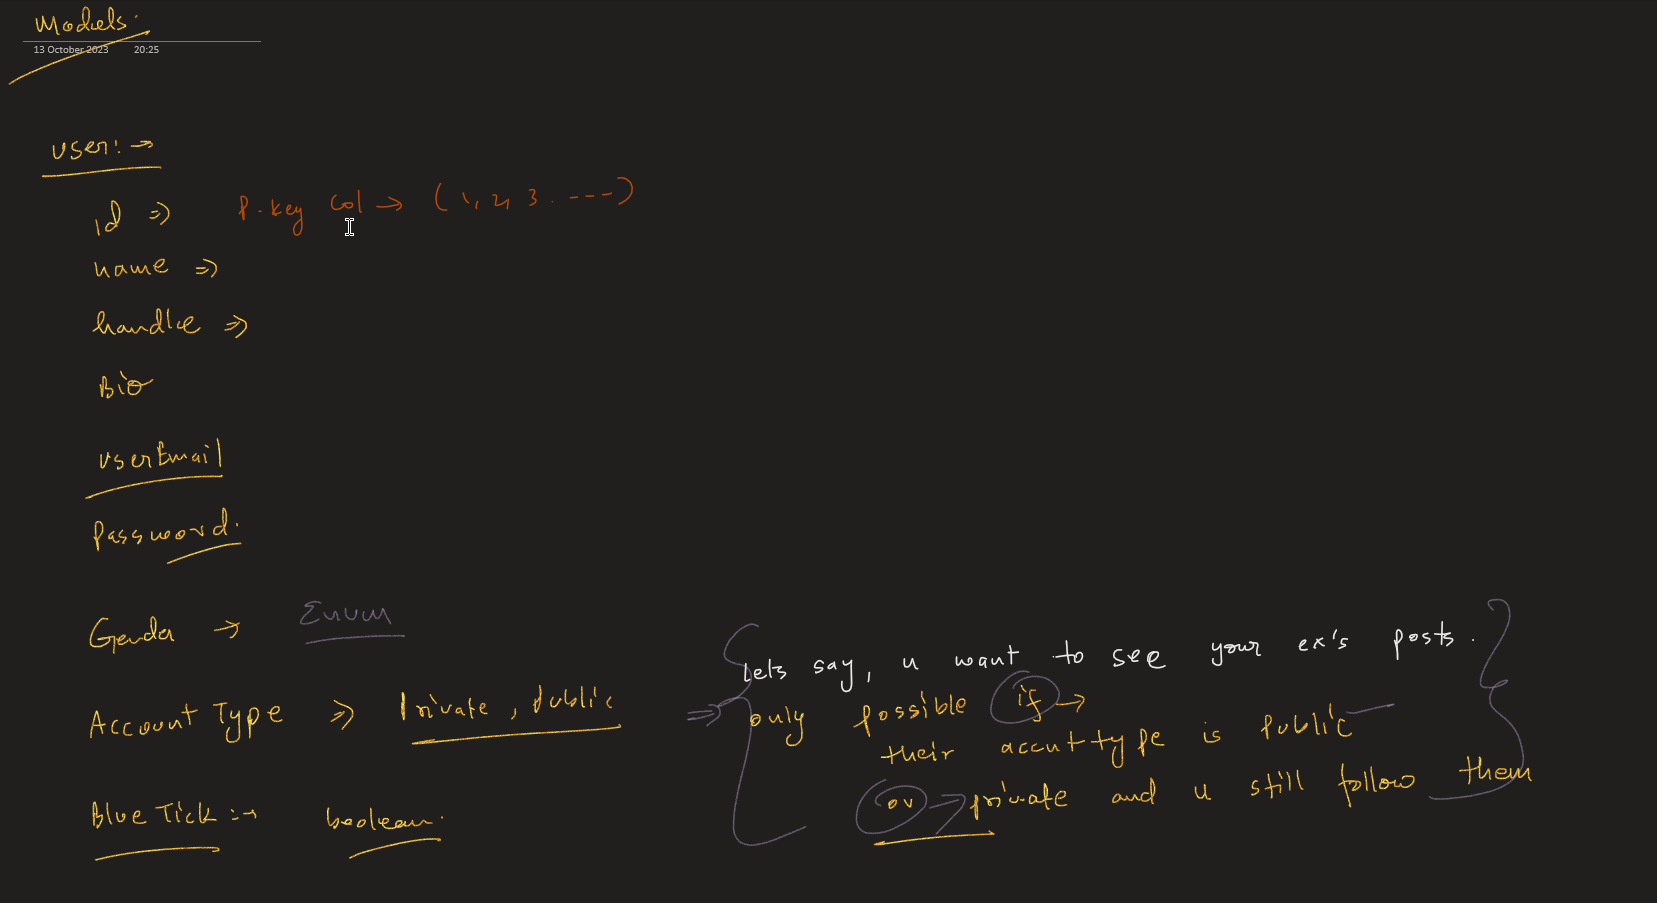 Models:
13 October 2023 20:25
user: →
id ⇒ P.key Col → (1, 2, 3. ---)
name ⇒
handle ⇒
Bio
userEmail
Password.
Gender → Enum
Account Type ⇒ Private, Public
Blue Tick :→ boolean.
lets say, u want to see your ex's posts.
⇒ only possible if →
their accnt type is Public
or → private and u still follow them